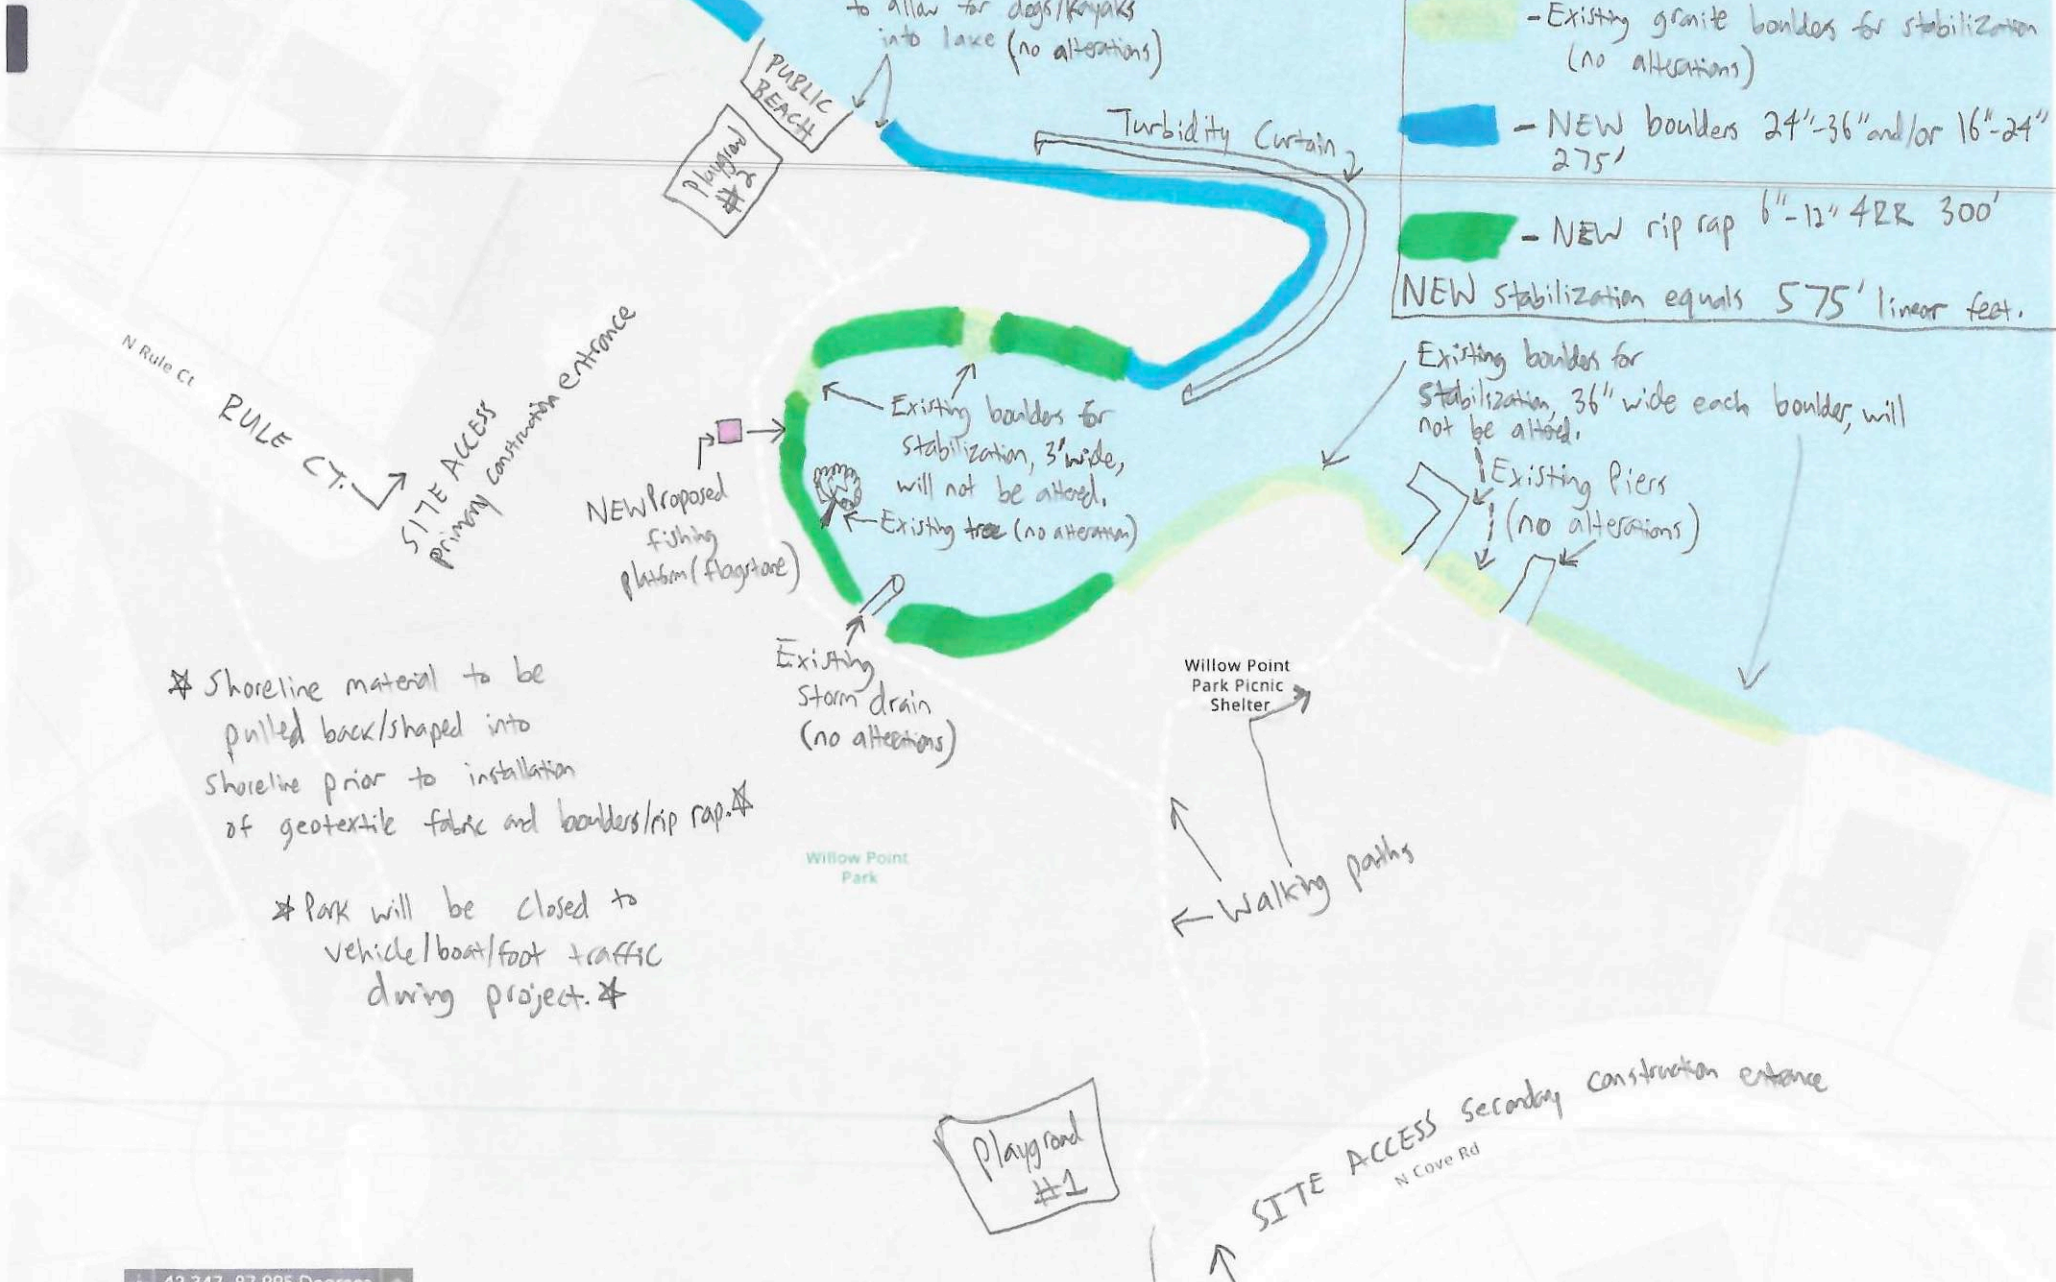 to allow for dogs/kayaks
into lake (no alterations)
- Existing granite boulders for stabilization
(no alterations)
- NEW boulders 24"-36" and/or 16"-24"
275'
- NEW rip rap 6"-12" 4RR 300'
NEW stabilization equals 575' linear feet.
PUBLIC
BEACH
Playground
#2
Turbidity Curtain
N Rule Ct
RULE CT.
SITE ACCESS
primary construction entrance
Existing boulders for
stabilization, 36" wide each boulder, will
not be altered.
Existing Piers
(no alterations)
Existing boulders for
stabilization, 3' wide,
will not be altered.
Existing tree (no alteration)
NEW Proposed
fishing
platform (flagstone)
Existing
storm drain
(no alterations)
Willow Point
Park Picnic
Shelter
☆ Shoreline material to be
pulled back/shaped into
shoreline prior to installation
of geotextile fabric and boulders/rip rap. ☆
Willow Point
Park
Walking paths
☆ Park will be closed to
vehicle/boat/foot traffic
during project. ☆
Playground
#1
SITE ACCESS secondary construction entrance
N Cove Rd